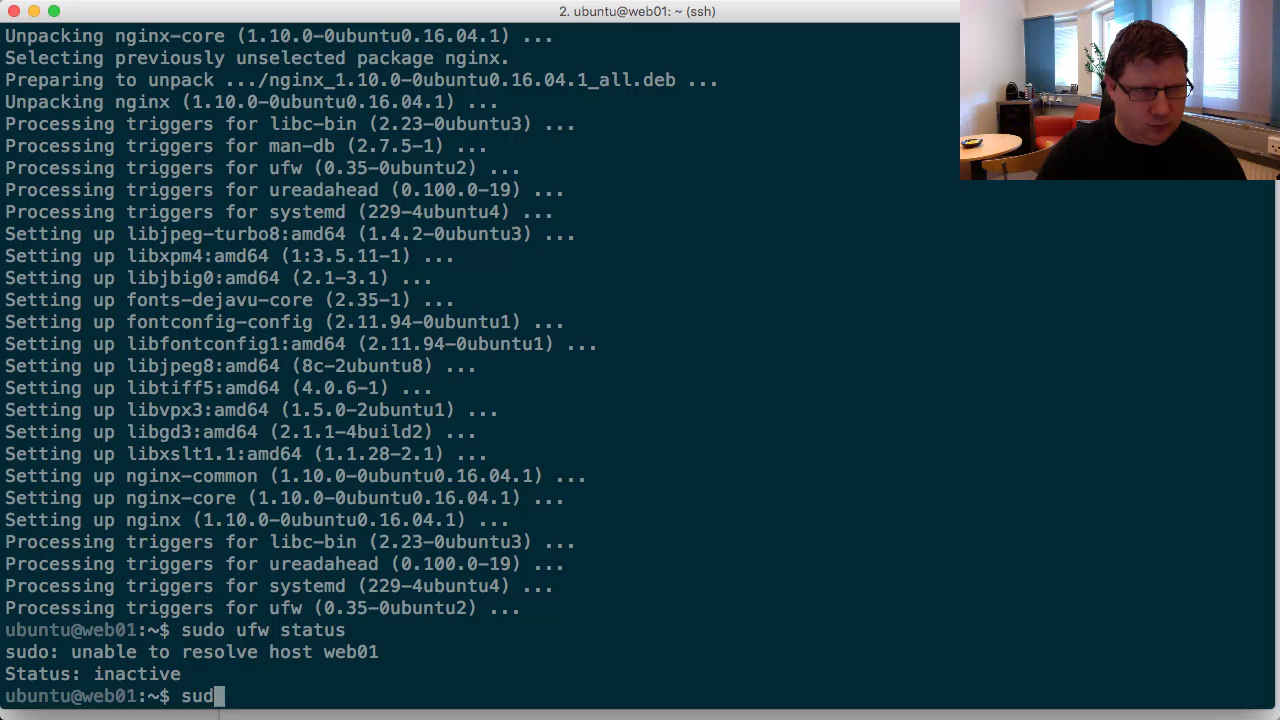 2. ubuntu@web01: ~ (ssh)
Unpacking nginx-core (1.10.0-0ubuntu0.16.04.1) ...
Selecting previously unselected package nginx.
Preparing to unpack .../nginx_1.10.0-0ubuntu0.16.04.1_all.deb ...
Unpacking nginx (1.10.0-0ubuntu0.16.04.1) ...
Processing triggers for libc-bin (2.23-0ubuntu3) ...
Processing triggers for man-db (2.7.5-1) ...
Processing triggers for ufw (0.35-0ubuntu2) ...
Processing triggers for ureadahead (0.100.0-19) ...
Processing triggers for systemd (229-4ubuntu4) ...
Setting up libjpeg-turbo8:amd64 (1.4.2-0ubuntu3) ...
Setting up libxpm4:amd64 (1:3.5.11-1) ...
Setting up libjbig0:amd64 (2.1-3.1) ...
Setting up fonts-dejavu-core (2.35-1) ...
Setting up fontconfig-config (2.11.94-0ubuntu1) ...
Setting up libfontconfig1:amd64 (2.11.94-0ubuntu1) ...
Setting up libjpeg8:amd64 (8c-2ubuntu8) ...
Setting up libtiff5:amd64 (4.0.6-1) ...
Setting up libvpx3:amd64 (1.5.0-2ubuntu1) ...
Setting up libgd3:amd64 (2.1.1-4build2) ...
Setting up libxslt1.1:amd64 (1.1.28-2.1) ...
Setting up nginx-common (1.10.0-0ubuntu0.16.04.1) ...
Setting up nginx-core (1.10.0-0ubuntu0.16.04.1) ...
Setting up nginx (1.10.0-0ubuntu0.16.04.1) ...
Processing triggers for libc-bin (2.23-0ubuntu3) ...
Processing triggers for ureadahead (0.100.0-19) ...
Processing triggers for systemd (229-4ubuntu4) ...
Processing triggers for ufw (0.35-0ubuntu2) ...
ubuntu@web01:~$ sudo ufw status
sudo: unable to resolve host web01
Status: inactive
ubuntu@web01:~$ sud